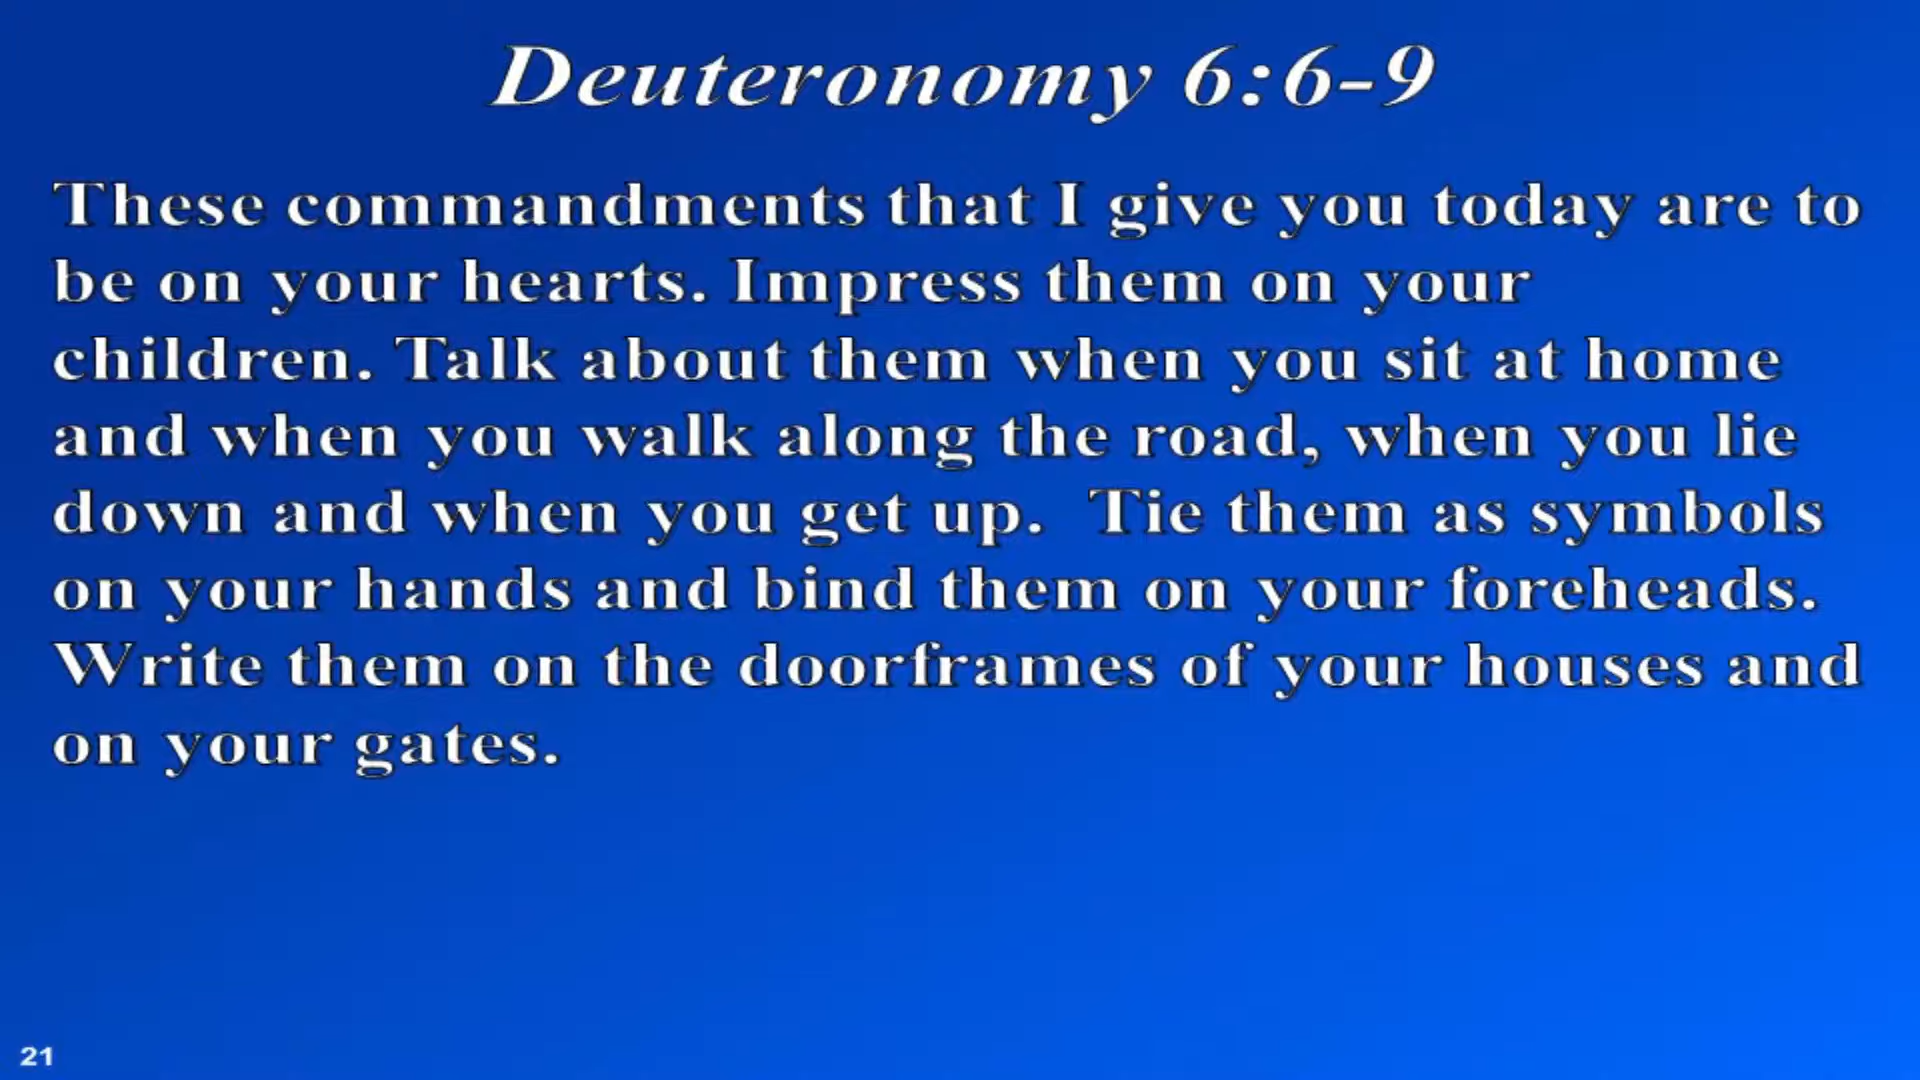 Deuteronomy 6:6-9
These commandments that I give you today are to
be on your hearts. Impress them on your
children. Talk about them when you sit at home
and when you walk along the road, when you lie
down and when you get up.  Tie them as symbols
on your hands and bind them on your foreheads.
Write them on the doorframes of your houses and
on your gates.
21